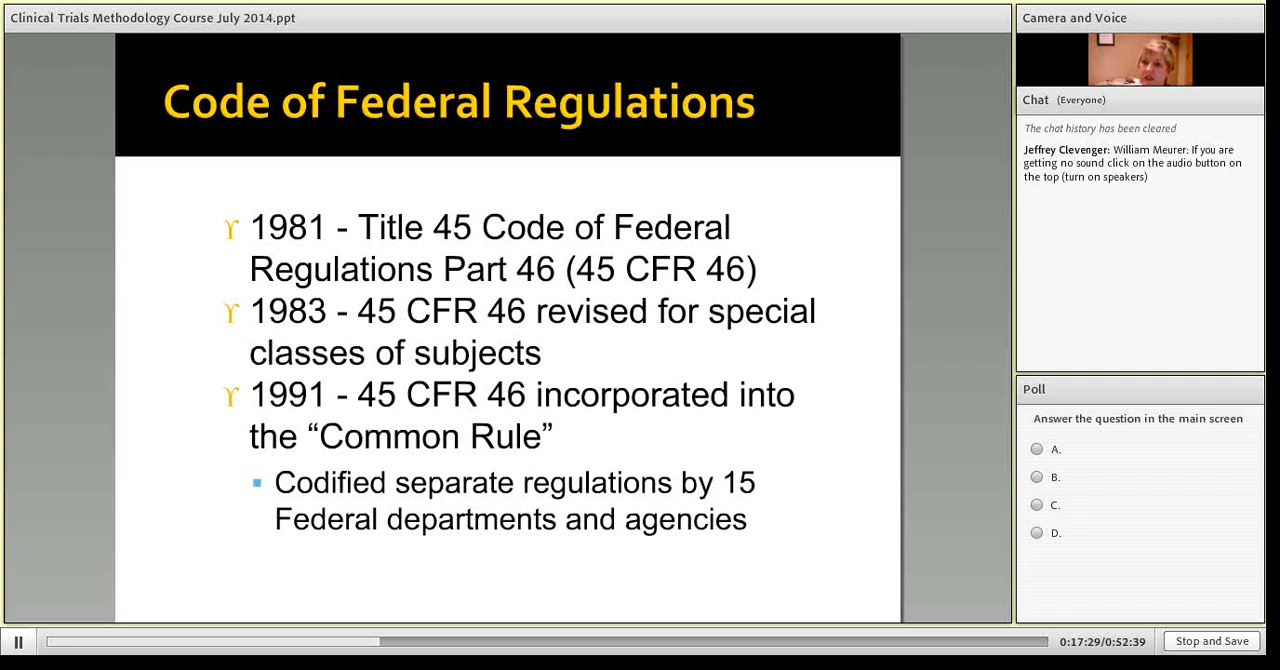 Clinical Trials Methodology Course July 2014.ppt
Code of Federal Regulations
ϒ 1981 - Title 45 Code of Federal
Regulations Part 46 (45 CFR 46)
ϒ 1983 - 45 CFR 46 revised for special
classes of subjects
ϒ 1991 - 45 CFR 46 incorporated into
the “Common Rule”
▪ Codified separate regulations by 15
Federal departments and agencies
Camera and Voice
Chat (Everyone)
The chat history has been cleared
Jeffrey Clevenger: William Meurer: If you are
getting no sound click on the audio button on
the top (turn on speakers)
Poll
Answer the question in the main screen
A.
B.
C.
D.
0:17:29/0:52:39
Stop and Save